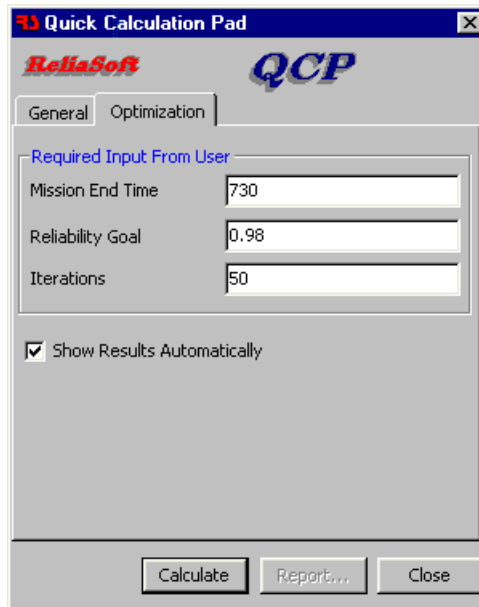 Quick Calculation Pad
ReliaSoft QCP
General Optimization
Required Input From User
Mission End Time 730
Reliability Goal 0.98
Iterations 50
Show Results Automatically
Calculate Report... Close